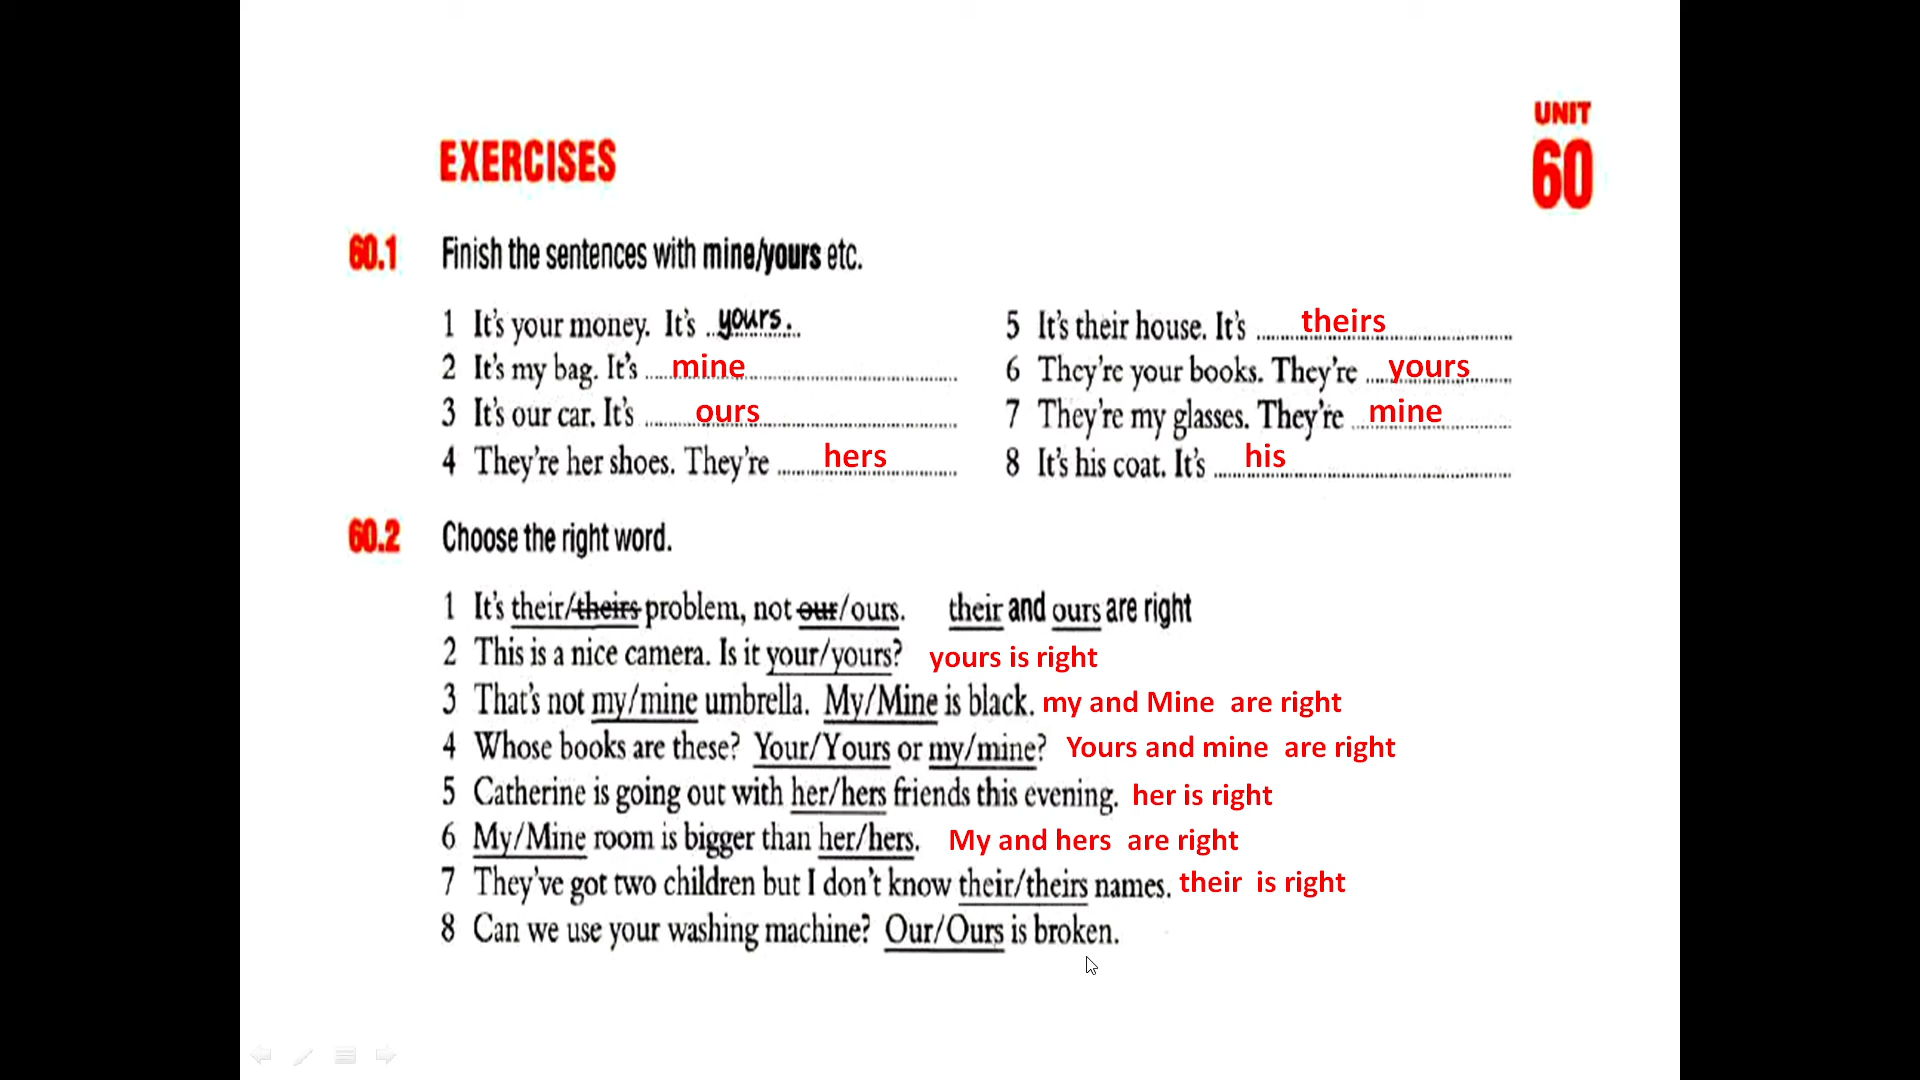 UNIT
60
EXERCISES
60.1 Finish the sentences with mine/yours etc.
1 It's your money. It's yours.
2 It's my bag. It's mine
3 It's our car. It's ours
4 They're her shoes. They're hers
5 It's their house. It's theirs
6 They're your books. They're yours
7 They're my glasses. They're mine
8 It's his coat. It's his
60.2 Choose the right word.
1 It's their/theirs problem, not our/ours. their and ours are right
2 This is a nice camera. Is it your/yours? yours is right
3 That's not my/mine umbrella. My/Mine is black. my and Mine are right
4 Whose books are these? Your/Yours or my/mine? Yours and mine are right
5 Catherine is going out with her/hers friends this evening. her is right
6 My/Mine room is bigger than her/hers. My and hers are right
7 They've got two children but I don't know their/theirs names. their is right
8 Can we use your washing machine? Our/Ours is broken.